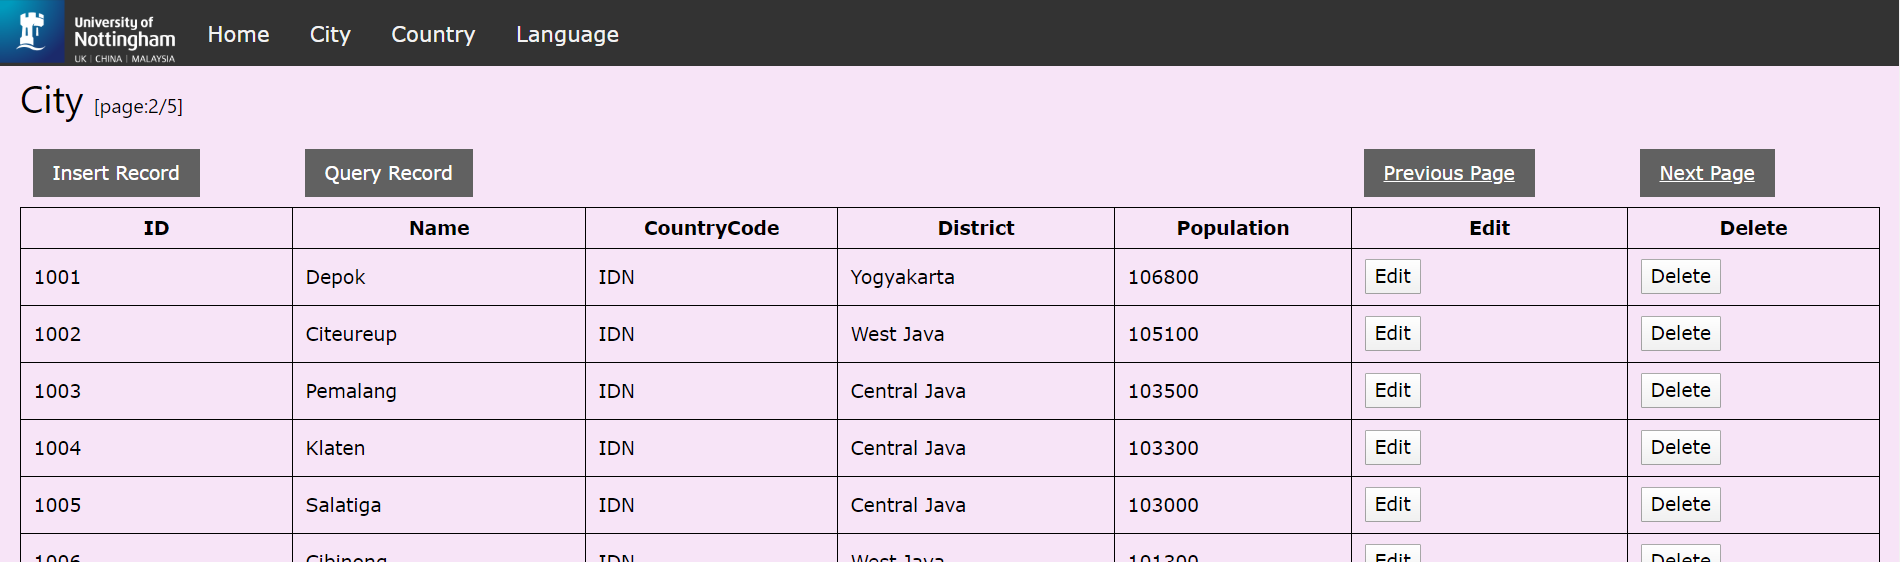 University of
Nottingham
UK | CHINA | MALAYSIA
Home City Country Language
City [page:2/5]
Insert Record Query Record Previous Page Next Page
ID Name CountryCode District Population Edit Delete
1001 Depok IDN Yogyakarta 106800 Edit Delete
1002 Citeureup IDN West Java 105100 Edit Delete
1003 Pemalang IDN Central Java 103500 Edit Delete
1004 Klaten IDN Central Java 103300 Edit Delete
1005 Salatiga IDN Central Java 103000 Edit Delete
1006 Cibinong IDN West Java 101300 Edit Delete